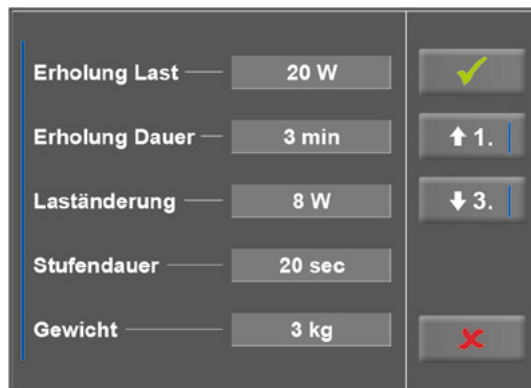 Erholung Last 20 W
Erholung Dauer 3 min
1.
Laständerung 8 W
3.
Stufendauer 20 sec
Gewicht 3 kg